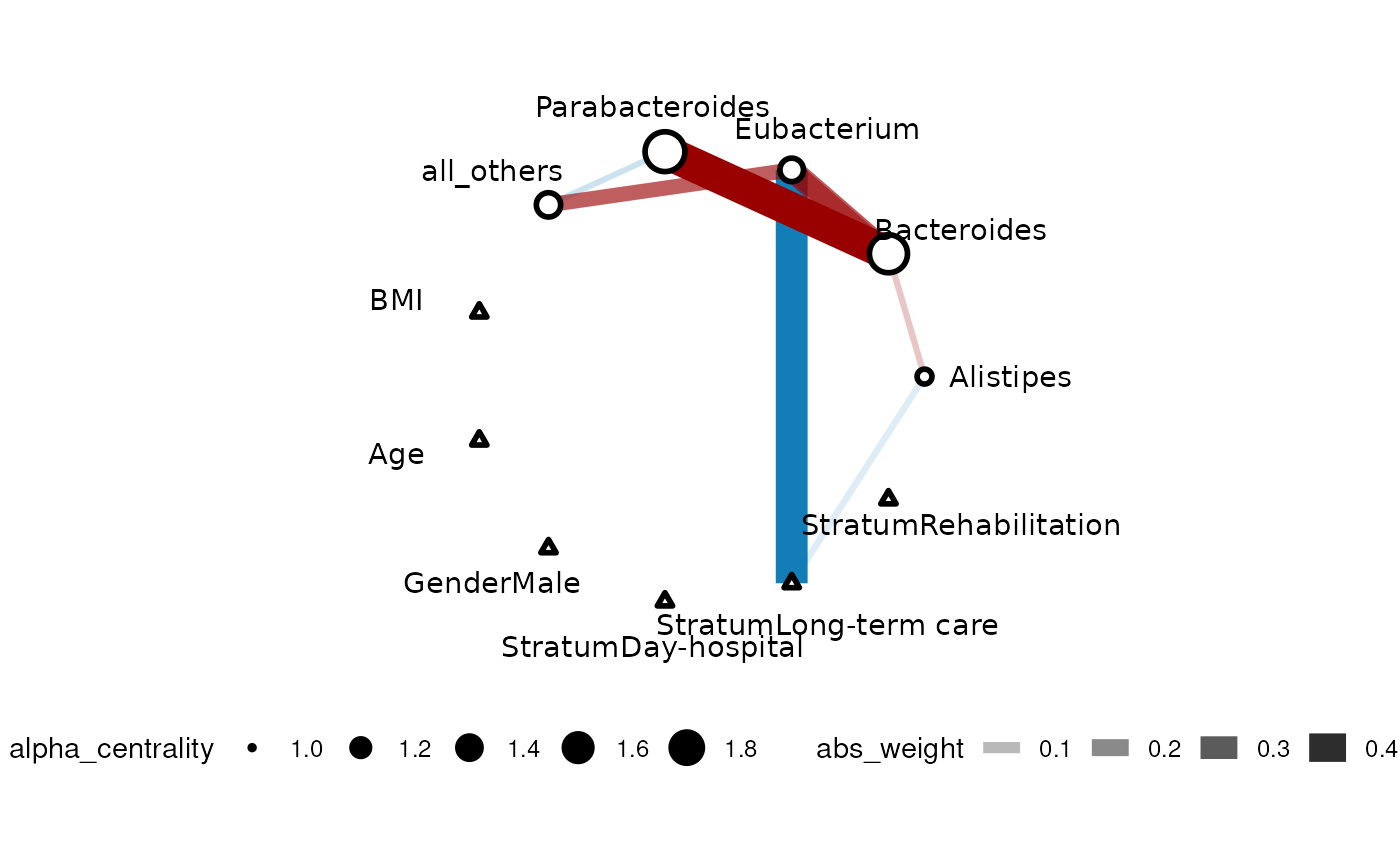 Parabacteroides
Eubacterium
all_others
Bacteroides
BMI
Alistipes
Age
StratumRehabilitation
GenderMale
StratumLong-term care
StratumDay-hospital
alpha_centrality 1.0 1.2 1.4 1.6 1.8 abs_weight 0.1 0.2 0.3 0.4